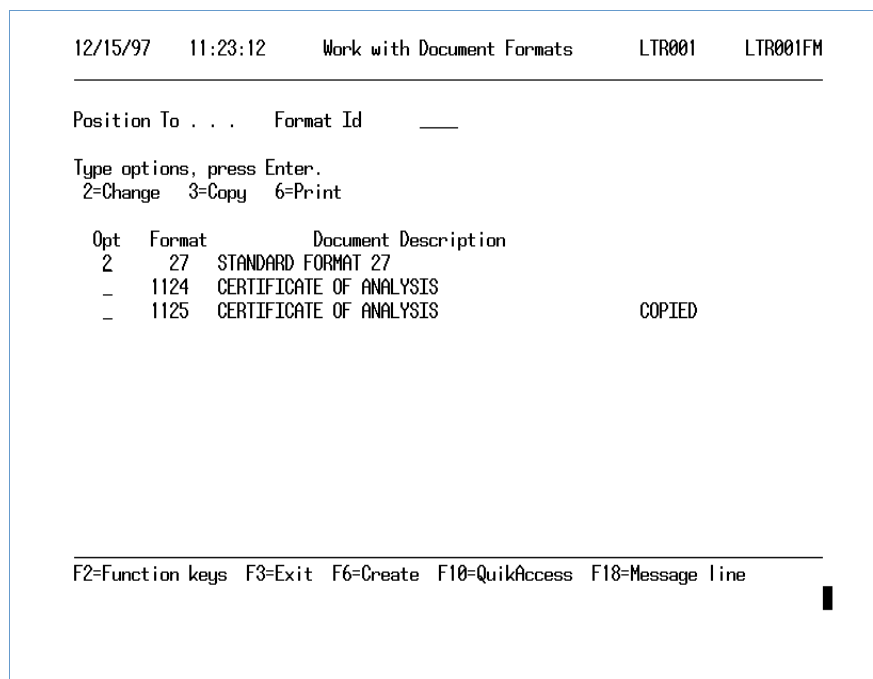 12/15/97 11:23:12 Work with Document Formats LTR001 LTR001FM
Position To . . . Format Id ____
Type options, press Enter.
2=Change 3=Copy 6=Print
Opt Format Document Description
2 27 STANDARD FORMAT 27
_ 1124 CERTIFICATE OF ANALYSIS
_ 1125 CERTIFICATE OF ANALYSIS COPIED
F2=Function keys F3=Exit F6=Create F10=QuikAccess F18=Message line